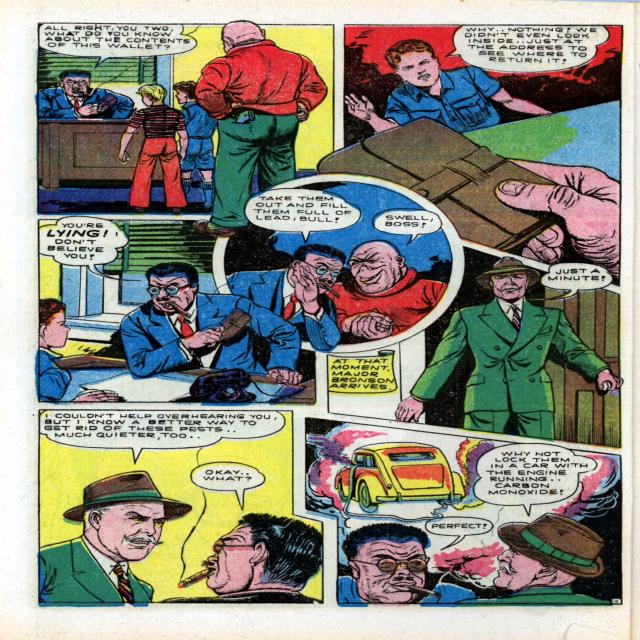 ALL RIGHT, YOU TWO
WHAT DO YOU KNOW
ABOUT THE CONTENTS
OF THIS WALLET?
WHY.. NOTHING! WE
DIDN'T EVEN LOOK
INSIDE.. JUST AT
THE ADDRESS TO
SEE WHERE TO
RETURN IT!
YOU'RE
LYING! I
DON'T
BELIEVE
YOU!
TAKE THEM
OUT AND FILL
THEM FULL OF
LEAD, BULL!
SWELL,
BOSS!
AT THAT
MOMENT,
MAJOR
BRONSON
ARRIVES.
JUST A
MINUTE!
I COULDN'T HELP OVERHEARING YOU,
BUT I KNOW A BETTER WAY TO
GET RID OF THESE PESTS..
MUCH QUIETER, TOO..
OKAY..
WHAT?
WHY NOT
LOCK THEM
IN A CAR WITH
THE ENGINE
RUNNING..
CARBON
MONOXIDE!
PERFECT!